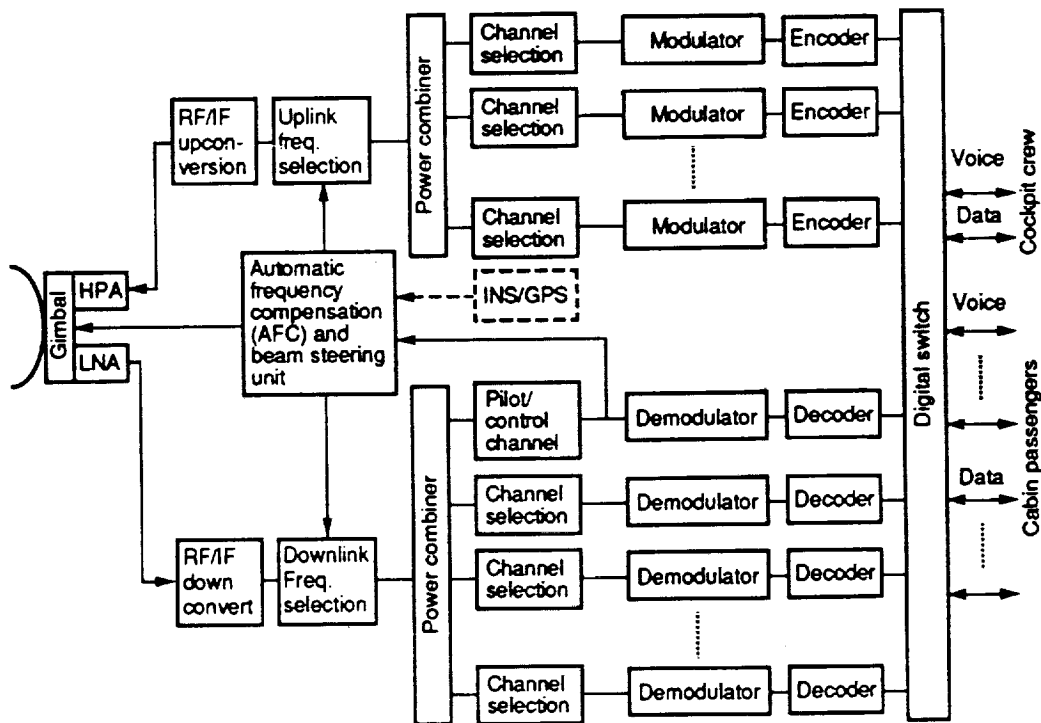 Channel
selection
Modulator
Encoder
Channel
selection
Modulator
Encoder
RF/IF
upcon-
version
Uplink
freq.
selection
Power combiner
Channel
selection
Modulator
Encoder
Voice
Data
Cockpit crew
Gimbal
HPA
LNA
Automatic
frequency
compensation
(AFC) and
beam steering
unit
INS/GPS
Digital switch
Voice
Data
Cabin passengers
Pilot/
control
channel
Demodulator
Decoder
Power combiner
Channel
selection
Demodulator
Decoder
RF/IF
down
convert
Downlink
Freq.
selection
Channel
selection
Demodulator
Decoder
Channel
selection
Demodulator
Decoder